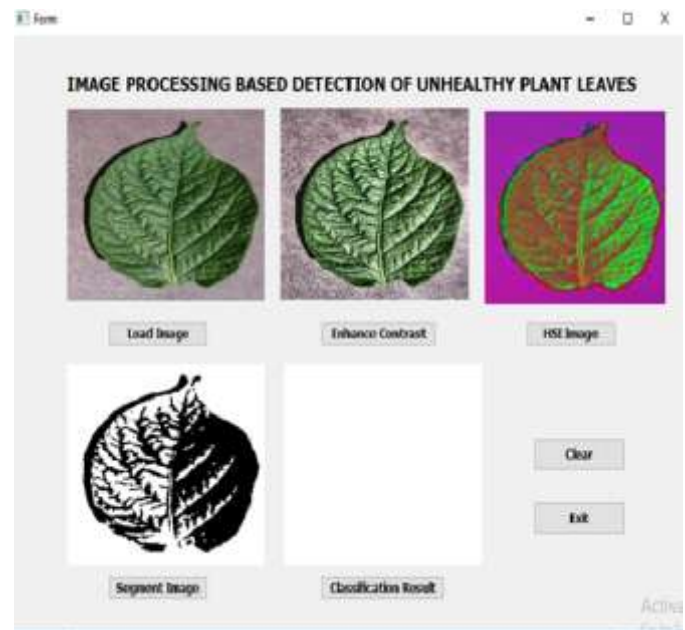 Form
IMAGE PROCESSING BASED DETECTION OF UNHEALTHY PLANT LEAVES
Load Image
Enhance Contrast
HSI Image
Clear
Exit
Segment Image
Classification Result